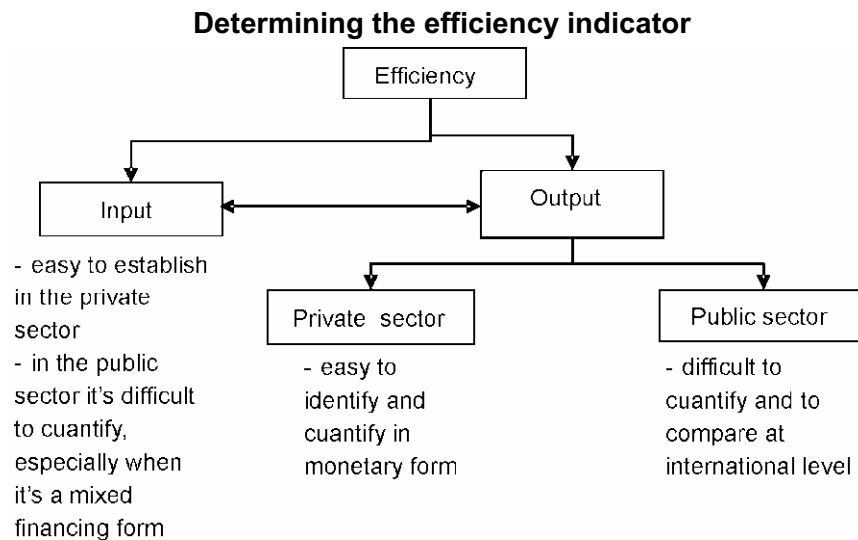 Determining the efficiency indicator
Efficiency
Input
Output
- easy to establish
in the private
sector
- in the public
sector it's difficult
to cuantify,
especially when
it's a mixed
financing form
Private sector
- easy to
identify and
cuantify in
monetary form
Public sector
- difficult to
cuantify and to
compare at
international level